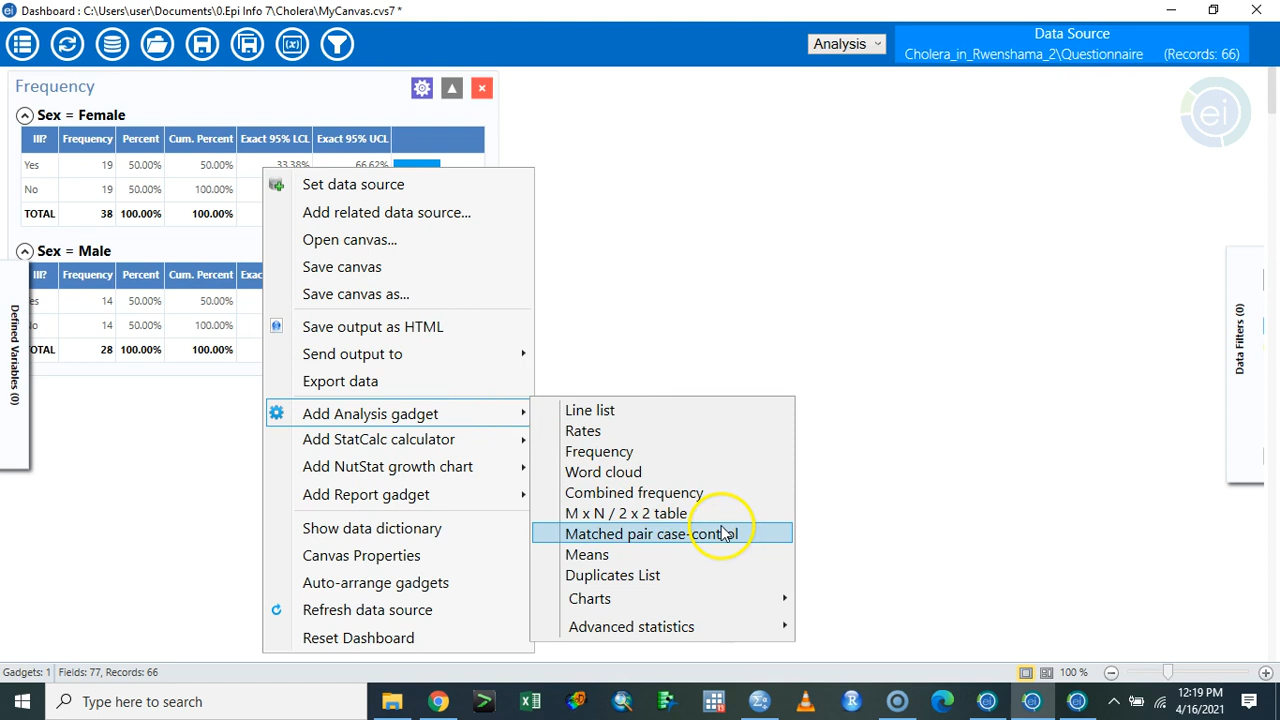 Dashboard : C:\Users\user\Documents\0.Epi Info 7\Cholera\MyCanvas.cvs7 *
Analysis
Data Source
Cholera_in_Rwenshama_2\Questionnaire (Records: 66)
Frequency
Sex = Female
Ill? Frequency Percent Cum. Percent Exact 95% LCL Exact 95% UCL
Yes 19 50.00% 50.00% 33.38% 66.62%
No 19 50.00% 100.00%
TOTAL 38 100.00% 100.00%
Sex = Male
Ill? Frequency Percent Cum. Percent Exac
es 14 50.00% 50.00%
o 14 50.00% 100.00%
OTAL 28 100.00% 100.00%
Defined Variables (0)
Data Filters (0)
ei
Set data source
Add related data source...
Open canvas...
Save canvas
Save canvas as...
Save output as HTML
Send output to
Export data
Add Analysis gadget
Add StatCalc calculator
Add NutStat growth chart
Add Report gadget
Show data dictionary
Canvas Properties
Auto-arrange gadgets
Refresh data source
Reset Dashboard
Line list
Rates
Frequency
Word cloud
Combined frequency
M x N / 2 x 2 table
Matched pair case-control
Means
Duplicates List
Charts
Advanced statistics
Gadgets: 1 Fields: 77, Records: 66
100 %
Type here to search
12:19 PM
4/16/2021